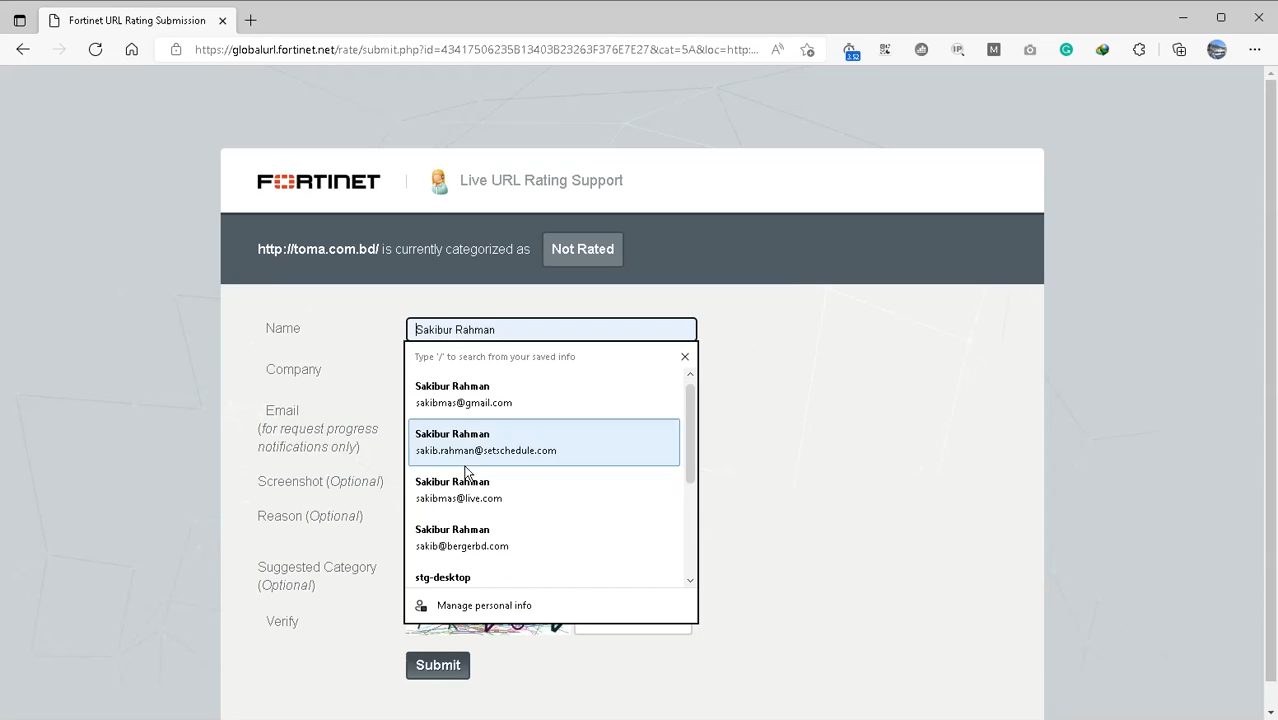 Fortinet URL Rating Submission
https://globalurl.fortinet.net/rate/submit.php?id=43417506235B13403B23263F376E7E27&cat=5A&loc=http:...
3.52
IP
M
FORTINET
Live URL Rating Support
http://toma.com.bd/ is currently categorized as
Not Rated
Name
Sakibur Rahman
Type '/' to search from your saved info
Company
Sakibur Rahman
sakibmas@gmail.com
Email
(for request progress
notifications only)
Sakibur Rahman
sakib.rahman@setschedule.com
Screenshot (Optional)
Sakibur Rahman
sakibmas@live.com
Reason (Optional)
Sakibur Rahman
sakib@bergerbd.com
Suggested Category
(Optional)
stg-desktop
Manage personal info
Verify
Submit